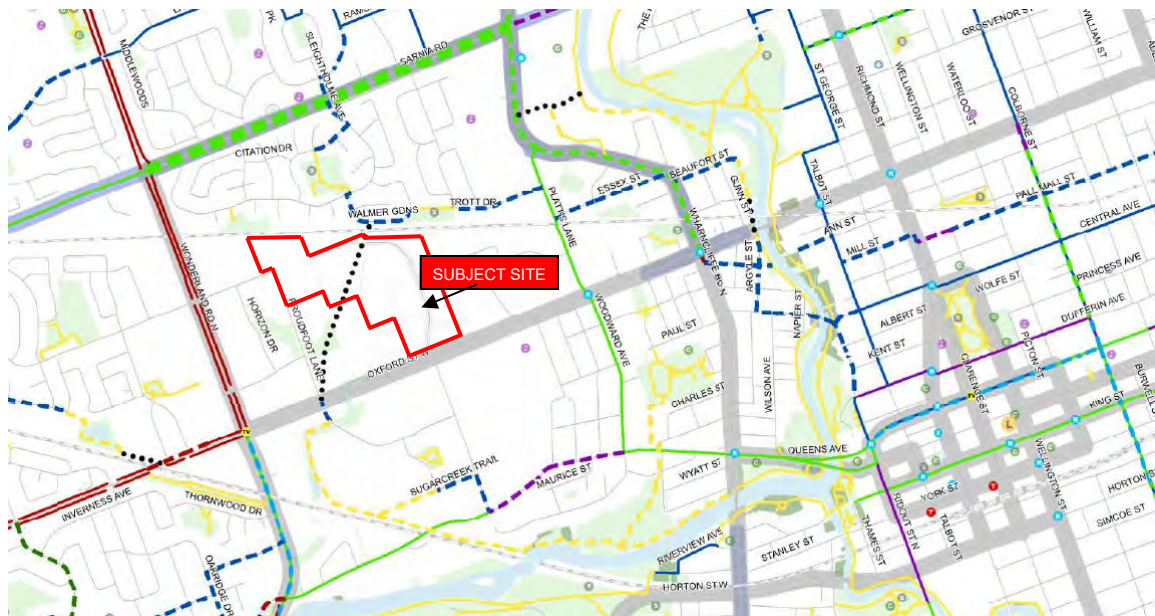 GROSVENOR ST
SARNIA RD
MIDDLEWOODS
SLEIGHTHOLME AVE
CITATION DR
WILLIAM ST
WATERLOO ST
WELLINGTON ST
RICHMOND ST
ST GEORGE ST
COLBORNE ST
BEAUFORT ST
ESSEX ST
GUNN ST
PLATTS LANE
TROTT DR
WALMER GDNS
TALBOT ST
PALL MALL ST
CENTRAL AVE
ANN ST
MILL ST
WHARNCLIFFE RD N
ARGYLE ST
WONDERLAND RD N
SUBJECT SITE
PRINCESS AVE
WOLFE ST
DUFFERIN AVE
ALBERT ST
KENT ST
NAPIER ST
HORIZON DR
PROUDFOOT LANE
OXFORD ST W
WOODWARD AVE
PAUL ST
CHARLES ST
WILSON AVE
CLARENCE ST
PICTON ST
KING ST
BURWELL S
QUEENS AVE
MAURICE ST
WYATT ST
SUGARCREEK TRAIL
THORNWOOD DR
INVERNESS AVE
OAKRIDGE DR
RIVERVIEW AVE
STANLEY ST
HORTON ST W
THAMES ST
RIDOUT ST N
YORK ST
TALBOT ST
WELLINGTON ST
SIMCOE ST
HORTON S